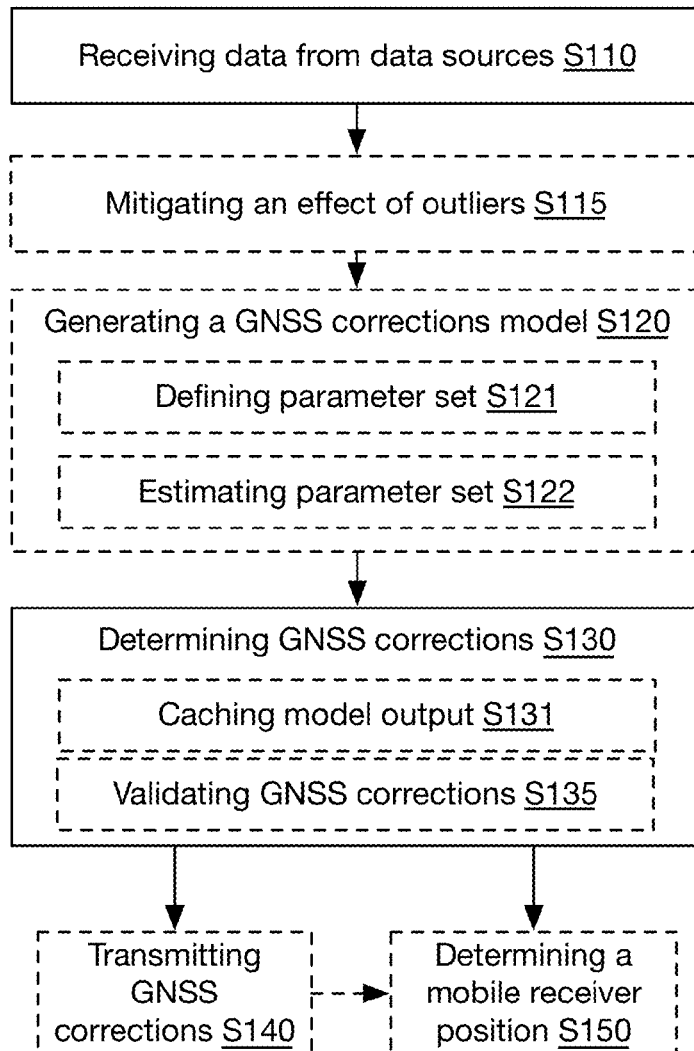 Receiving data from data sources S110
Mitigating an effect of outliers S115
Generating a GNSS corrections model S120
Defining parameter set S121
Estimating parameter set S122
Determining GNSS corrections S130
Caching model output S131
Validating GNSS corrections S135
Transmitting
GNSS
corrections S140
Determining a
mobile receiver
position S150